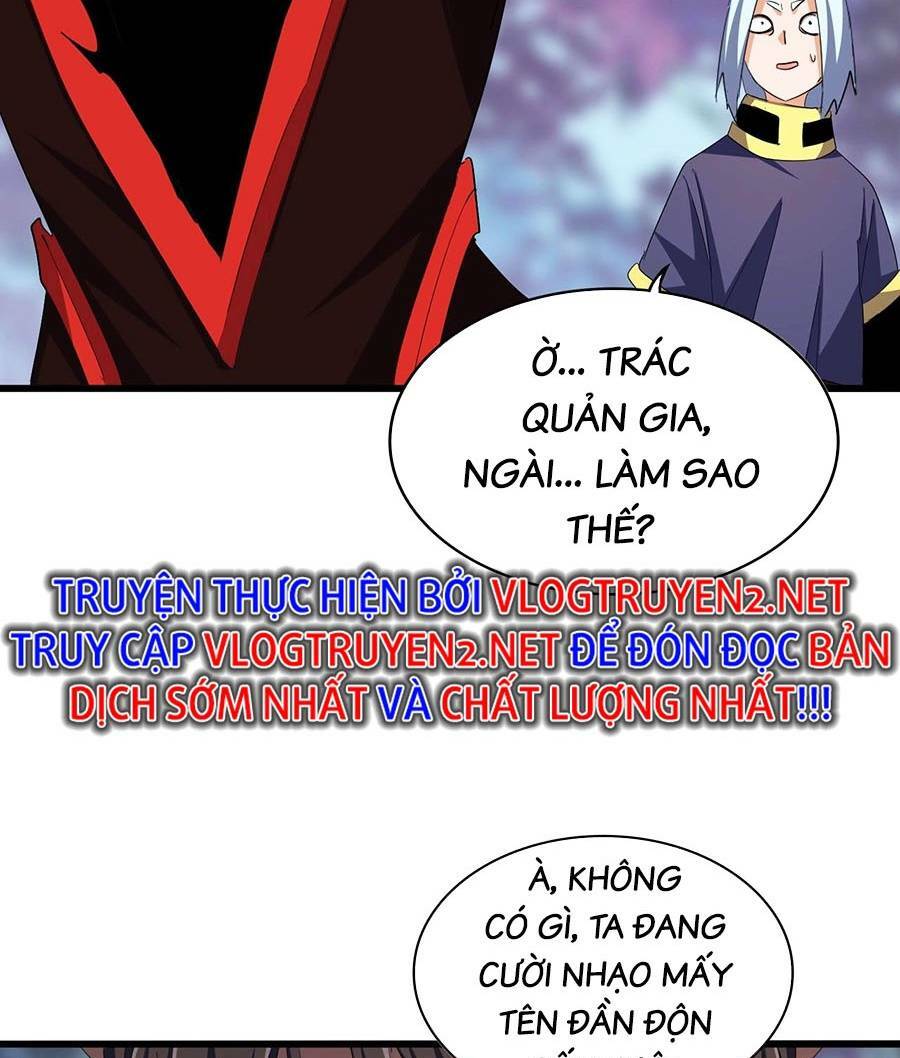 Ờ... TRÁC
QUẢN GIA,
NGÀI... LÀM SAO
THẾ?
TRUYỆN THỰC HIỆN BỞI VLOGTRUYEN2.NET
TRUY CẬP VLOGTRUYEN2.NET ĐỂ ĐÓN ĐỌC BẢN
DỊCH SỚM NHẤT VÀ CHẤT LƯỢNG NHẤT!!!
À, KHÔNG
CÓ GÌ, TA ĐANG
CƯỜI NHẠO MẤY
TÊN ĐẦN ĐỘN